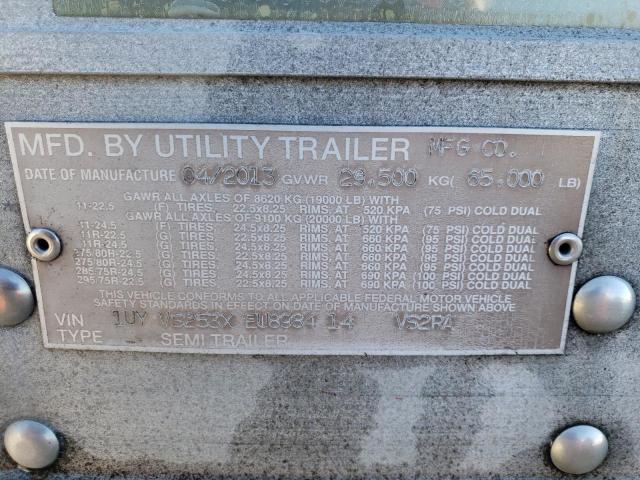 MFD. BY UTILITY TRAILER MFG CO.
DATE OF MANUFACTURE 04/2013 GVWR 29,500 KG( 65,000 LB)
GAWR ALL AXLES OF 8620 KG (19000 LB) WITH
11-22.5 (F) TIRES, 22.5x8.25 RIMS, AT 520 KPA (75 PSI) COLD DUAL
GAWR ALL AXLES OF 9100 KG (20000 LB) WITH
11-24.5 (F) TIRES, 24.5x8.25 RIMS, AT 520 KPA (75 PSI) COLD DUAL
11R-22.5 (G) TIRES, 22.5x8.25 RIMS, AT 660 KPA (95 PSI) COLD DUAL
11R-24.5 (G) TIRES, 24.5x8.25 RIMS, AT 660 KPA (95 PSI) COLD DUAL
275/80R-22.5 (G) TIRES, 22.5x8.25 RIMS, AT 660 KPA (95 PSI) COLD DUAL
275/80R-24.5 (G) TIRES, 24.5x8.25 RIMS, AT 660 KPA (95 PSI) COLD DUAL
285/75R-24.5 (G) TIRES, 24.5x8.25 RIMS, AT 690 KPA (100 PSI) COLD DUAL
295/75R-22.5 (G) TIRES, 22.5x8.25 RIMS, AT 690 KPA (100 PSI) COLD DUAL
THIS VEHICLE CONFORMS TO ALL APPLICABLE FEDERAL MOTOR VEHICLE
SAFETY STANDARDS IN EFFECT ON DATE OF MANUFACTURE SHOWN ABOVE
VIN 1UY VS253X EU8984 14 VS2RA
TYPE SEMI TRAILER